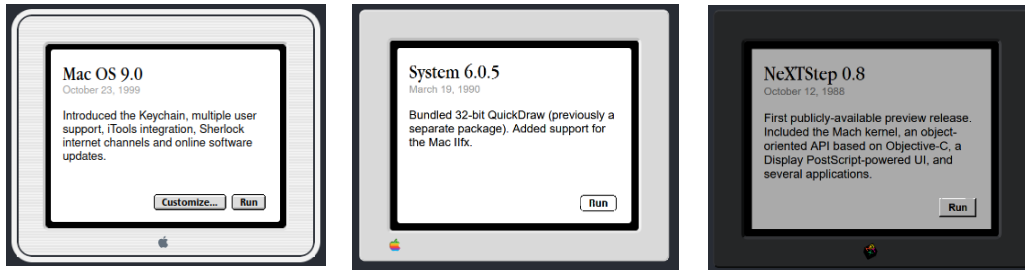 Mac OS 9.0
October 23, 1999
Introduced the Keychain, multiple user
support, iTools integration, Sherlock
internet channels and online software
updates.
Customize...
Run
System 6.0.5
March 19, 1990
Bundled 32-bit QuickDraw (previously a
separate package). Added support for
the Mac IIfx.
Run
NeXTStep 0.8
October 12, 1988
First publicly-available preview release.
Included the Mach kernel, an object-
oriented API based on Objective-C, a
Display PostScript-powered UI, and
several applications.
Run